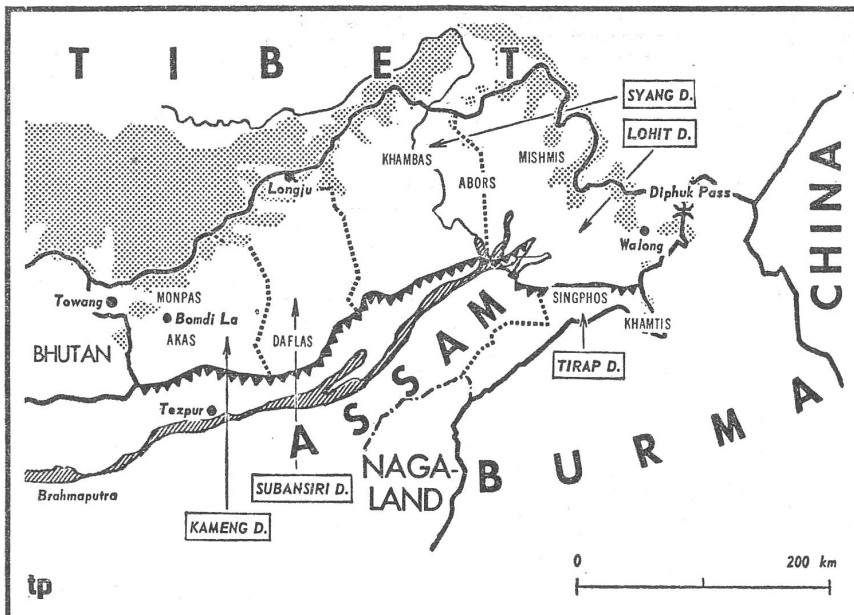 TIBET
SYANG D.
LOHIT D.
KHAMBAS
MISHMIS
ABORS
Longju
Diphuk Pass
CHINA
Walong
Towang
MONPAS
Bomdi La
AKAS
DAFLAS
SINGPHOS
KHAMTIS
BHUTAN
TIRAP D.
ASSAM
Tezpur
BURMA
NAGA-
LAND
SUBANSIRI D.
Brahmaputra
KAMENG D.
0 200 km
tp